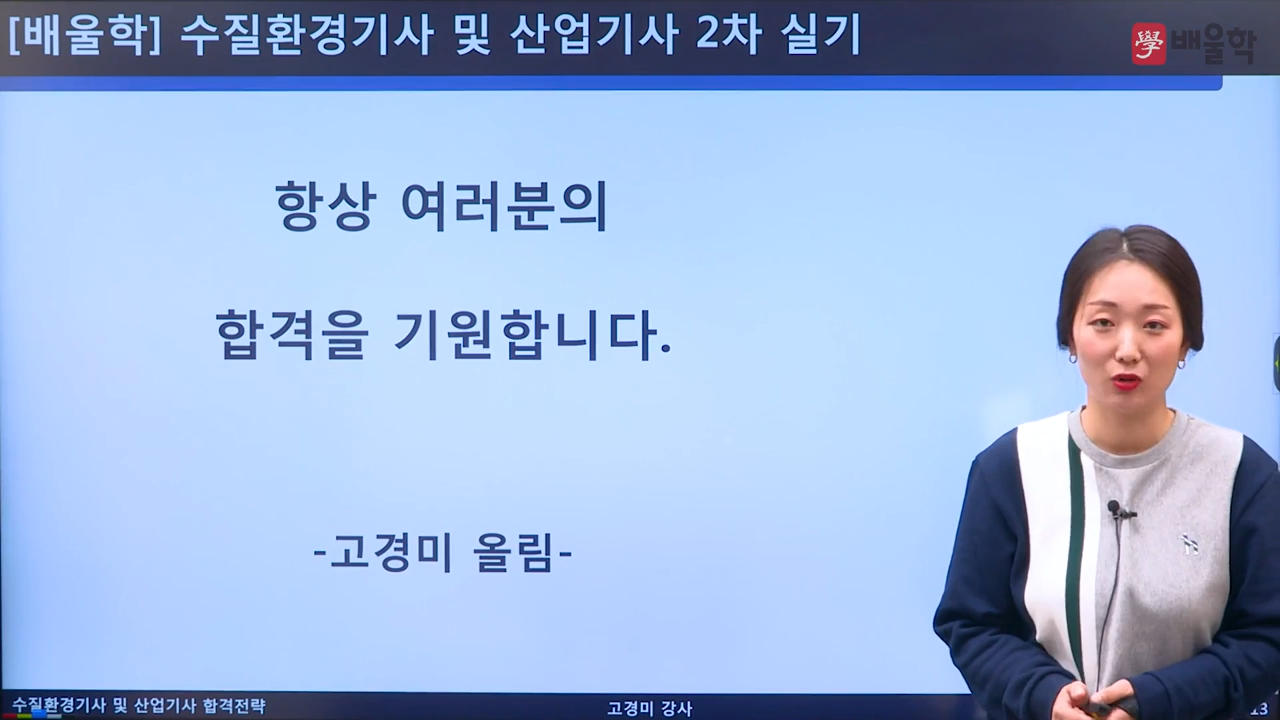 [배울학] 수질환경기사 및 산업기사 2차 실기
學 배울학
항상 여러분의
합격을 기원합니다.
-고경미 올림-
수질환경기사 및 산업기사 합격전략
고경미 강사
13